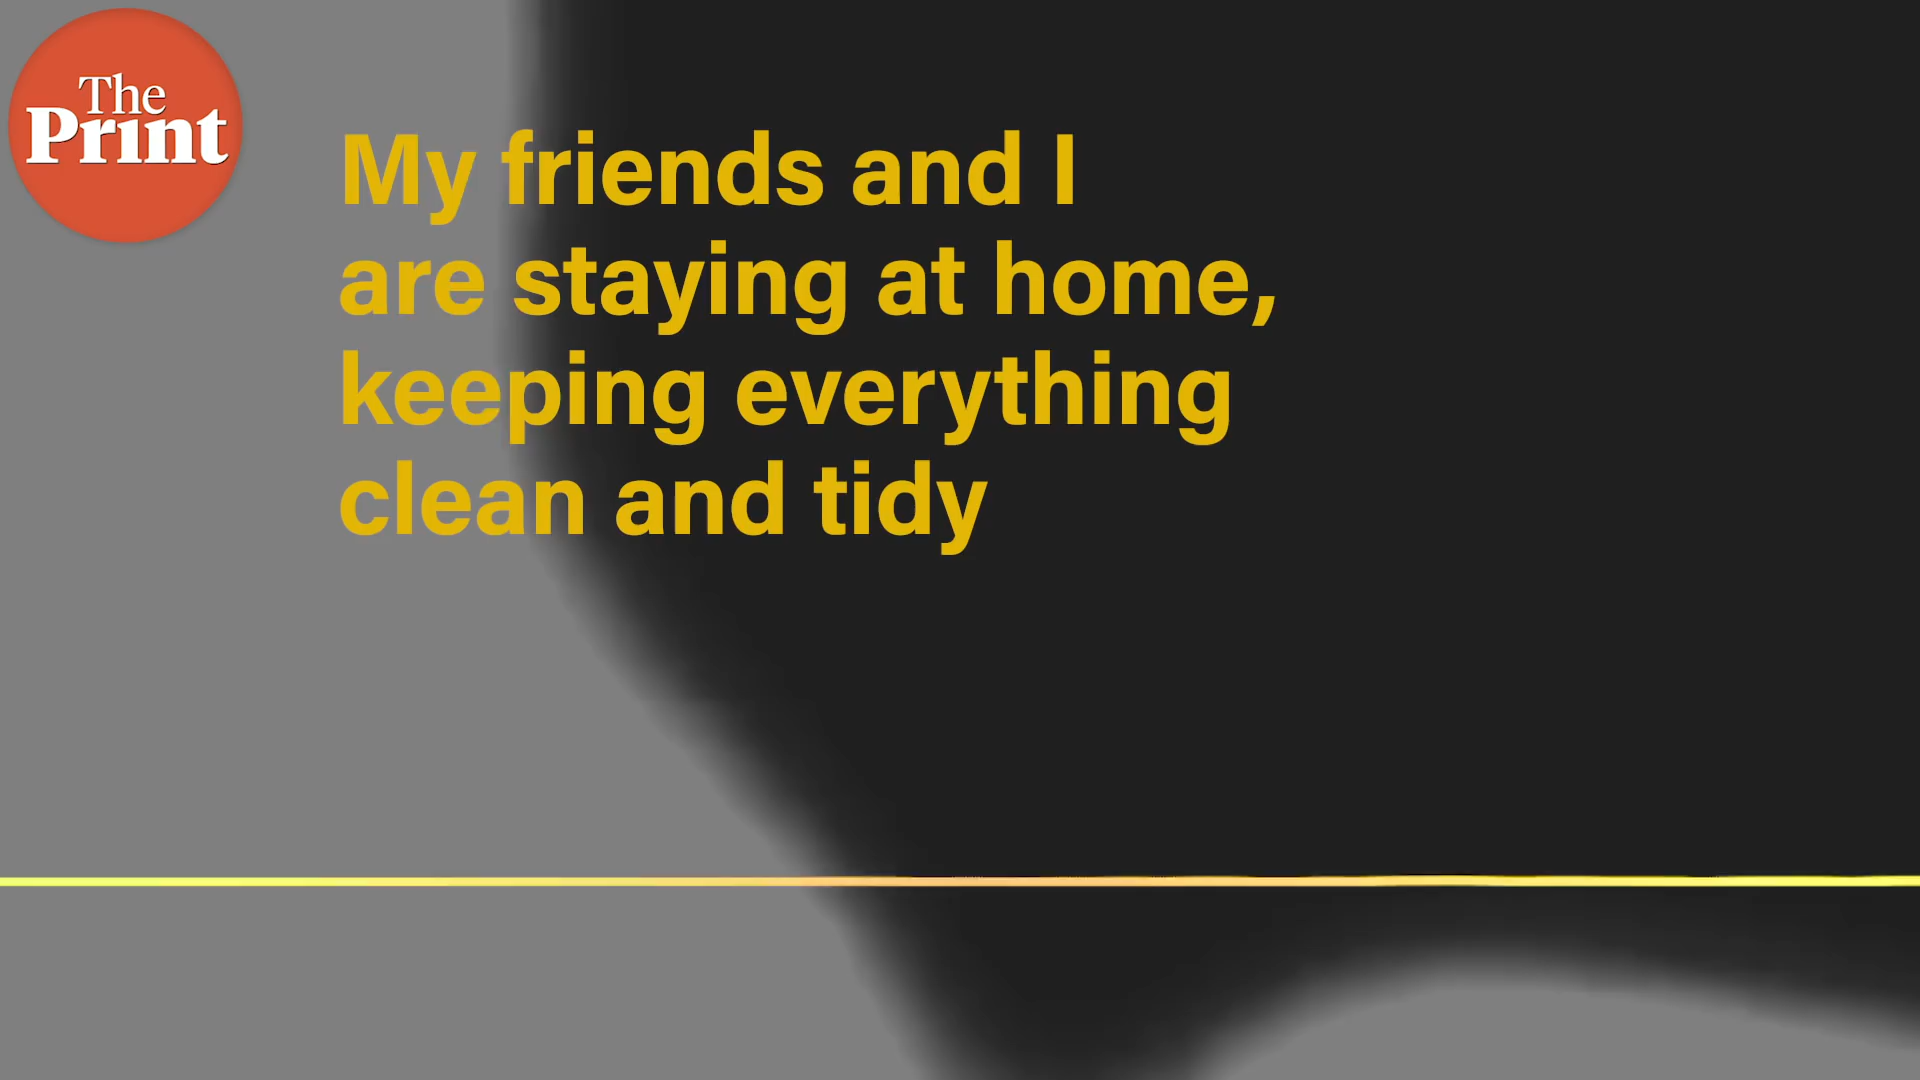 The
Print
My friends and I
are staying at home,
keeping everything
clean and tidy